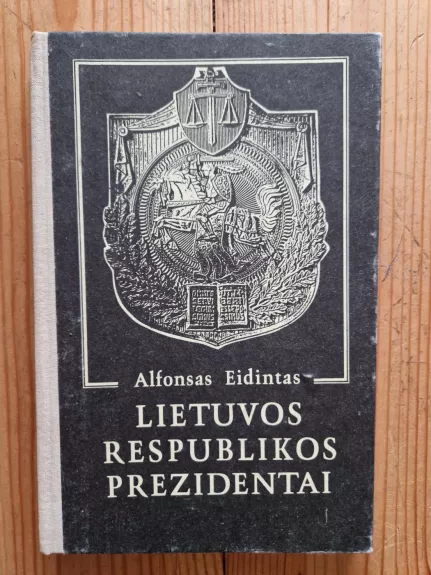 Alfonsas Eidintas
LIETUVOS
RESPUBLIKOS
PREZIDENTAI